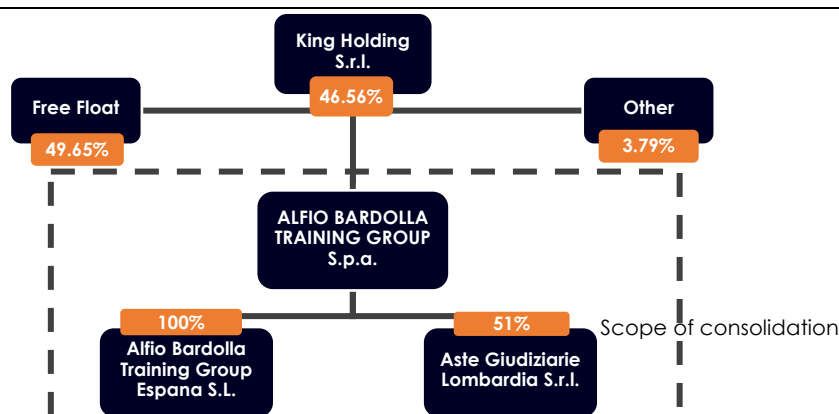 King Holding
S.r.l.
46.56%
Free Float
49.65%
Other
3.79%
ALFIO BARDOLLA
TRAINING GROUP
S.p.a.
100%
Alfio Bardolla
Training Group
Espana S.L.
51%
Aste Giudiziarie
Lombardia S.r.l.
Scope of consolidation